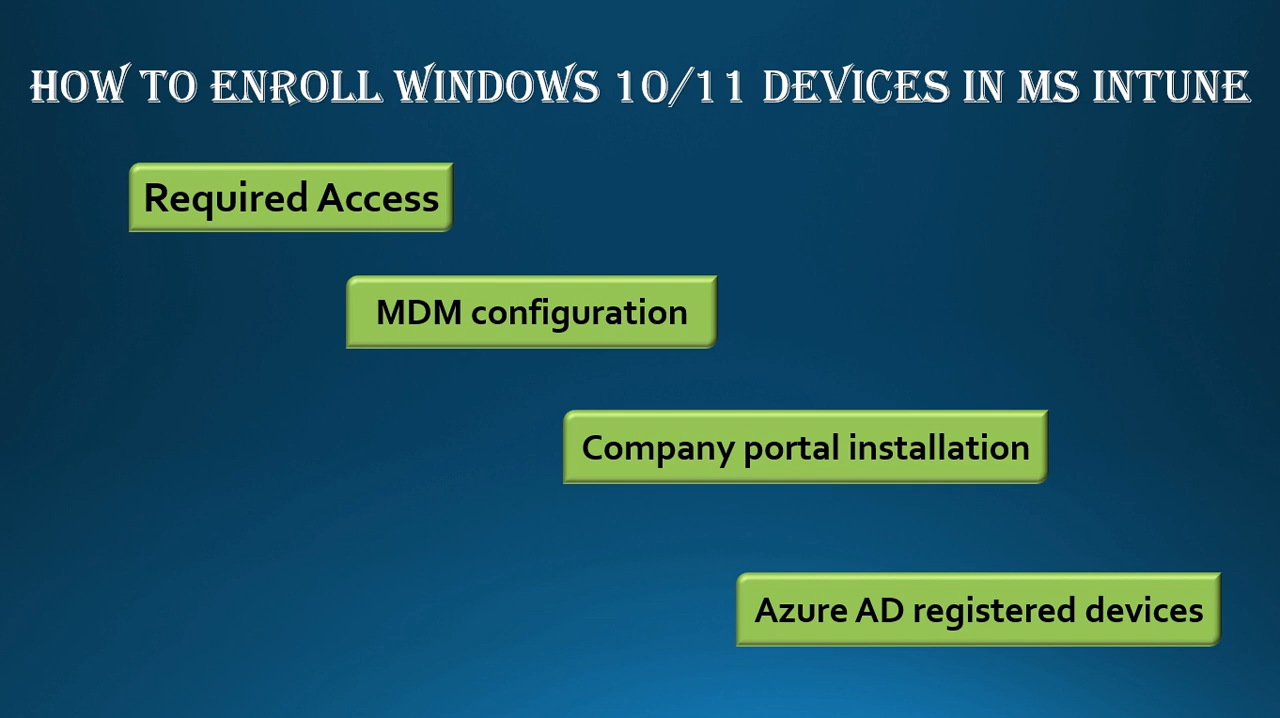 HOW TO ENROLL WINDOWS 10/11 DEVICES IN MS INTUNE
Required Access
MDM configuration
Company portal installation
Azure AD registered devices